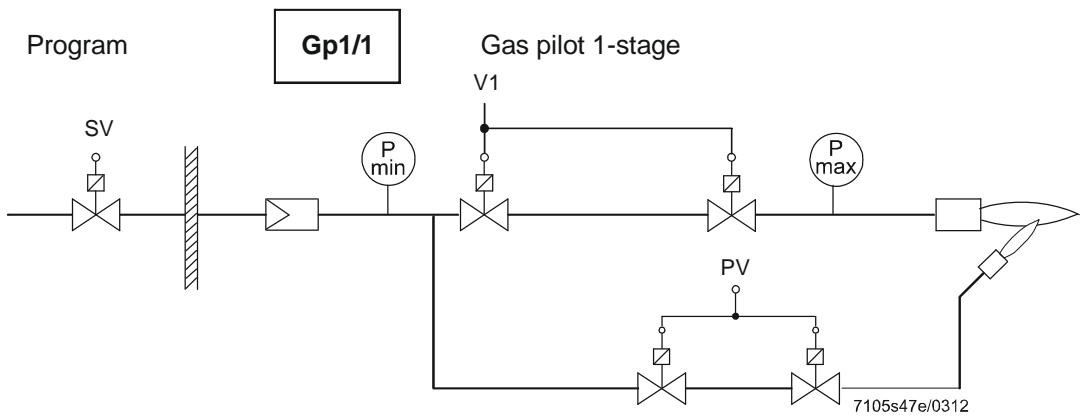 Program
Gp1/1
Gas pilot 1-stage
V1
SV
P
min
P
max
PV
7105s47e/0312